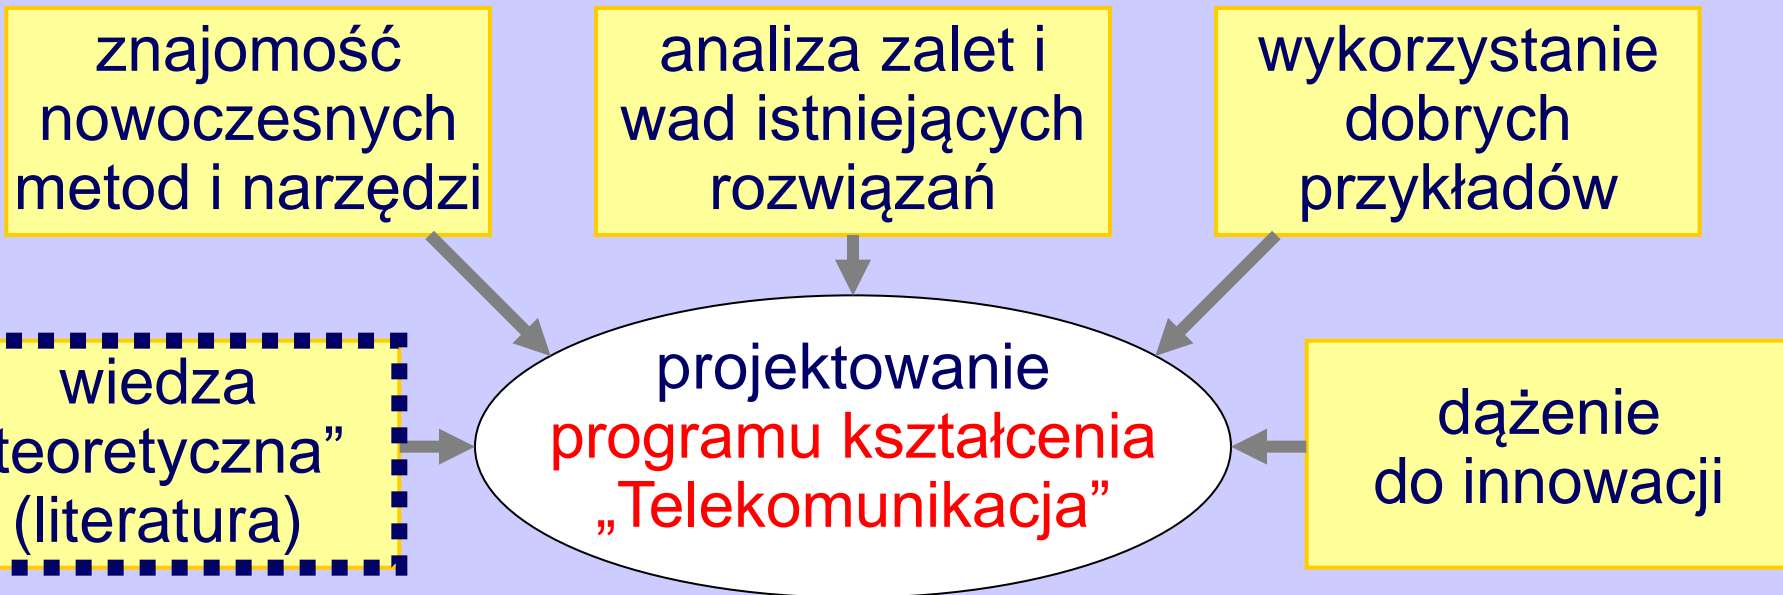 znajomość
nowoczesnych
metod i narzędzi
analiza zalet i
wad istniejących
rozwiązań
wykorzystanie
dobrych
przykładów
wiedza
teoretyczna”
(literatura)
projektowanie
programu kształcenia
„Telekomunikacja”
dążenie
do innowacji